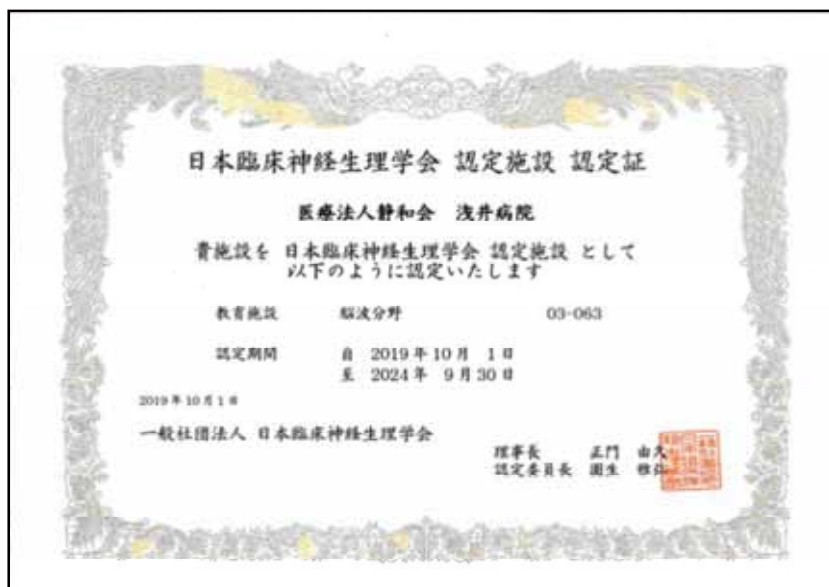 日本臨床神経生理学会 認定施設 認定証
医療法人静和会 浅井病院
貴施設を 日本臨床神経生理学会 認定施設 として
以下のように認定いたします
教育施設 脳波分野 03-063
認定期間 自 2019年10月 1日
至 2024年 9月30日
2019年10月1日
一般社団法人 日本臨床神経生理学会
理事長 正門 由久
認定委員長 園生 雅弘